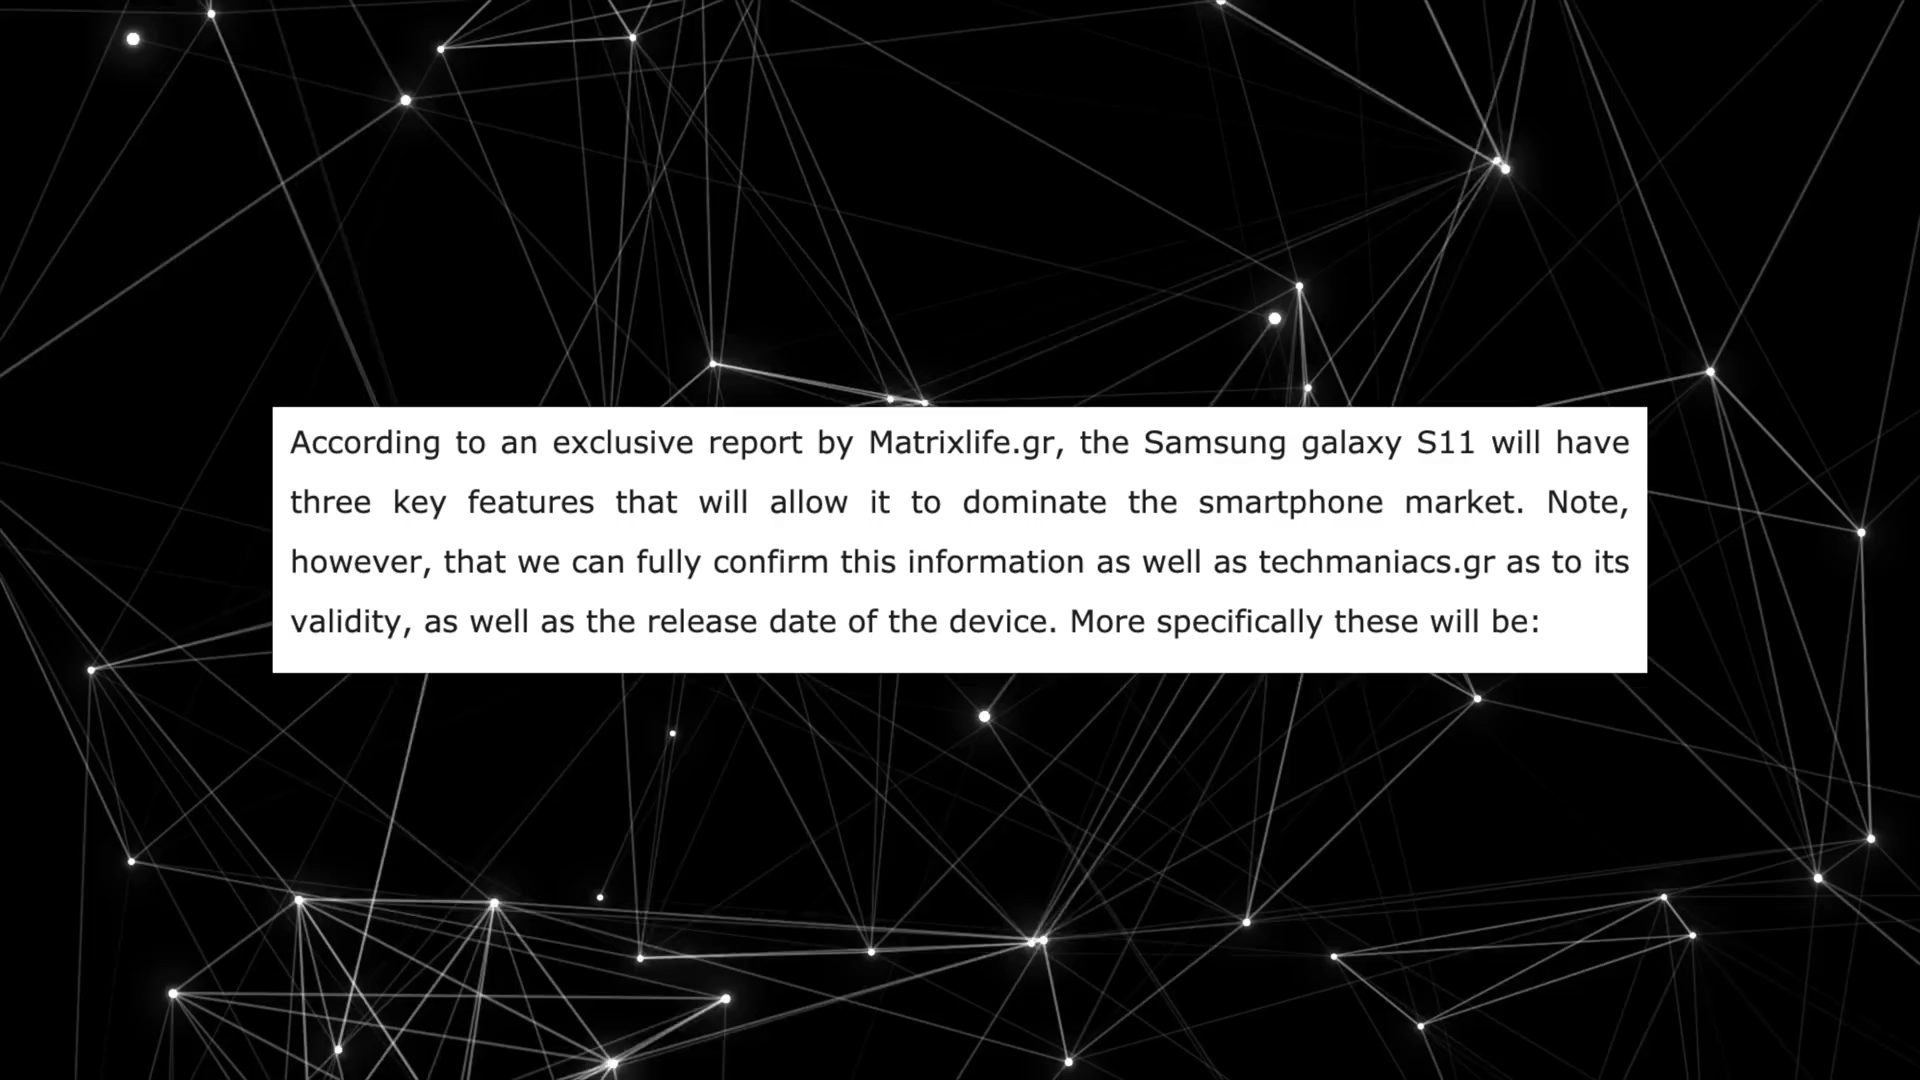 According to an exclusive report by Matrixlife.gr, the Samsung galaxy S11 will have
three key features that will allow it to dominate the smartphone market. Note,
however, that we can fully confirm this information as well as techmaniacs.gr as to its
validity, as well as the release date of the device. More specifically these will be: